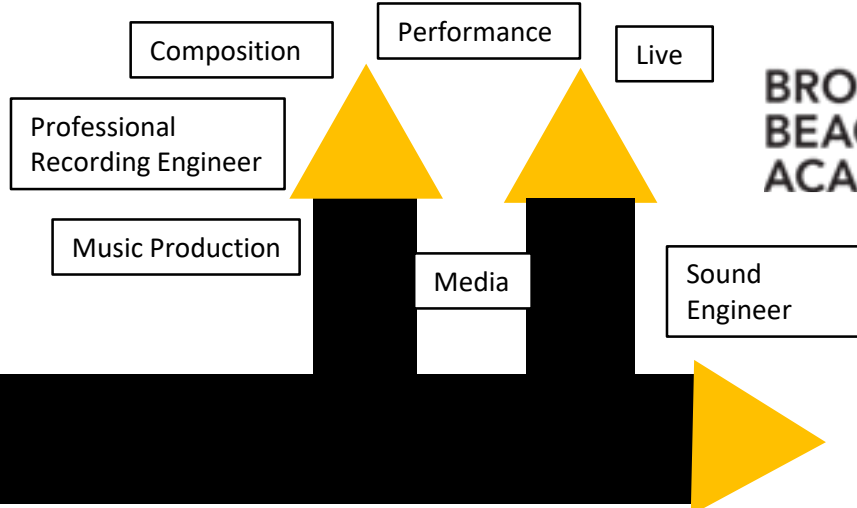 Composition
Performance
Live
Professional
Recording Engineer
Music Production
Media
Sound
Engineer